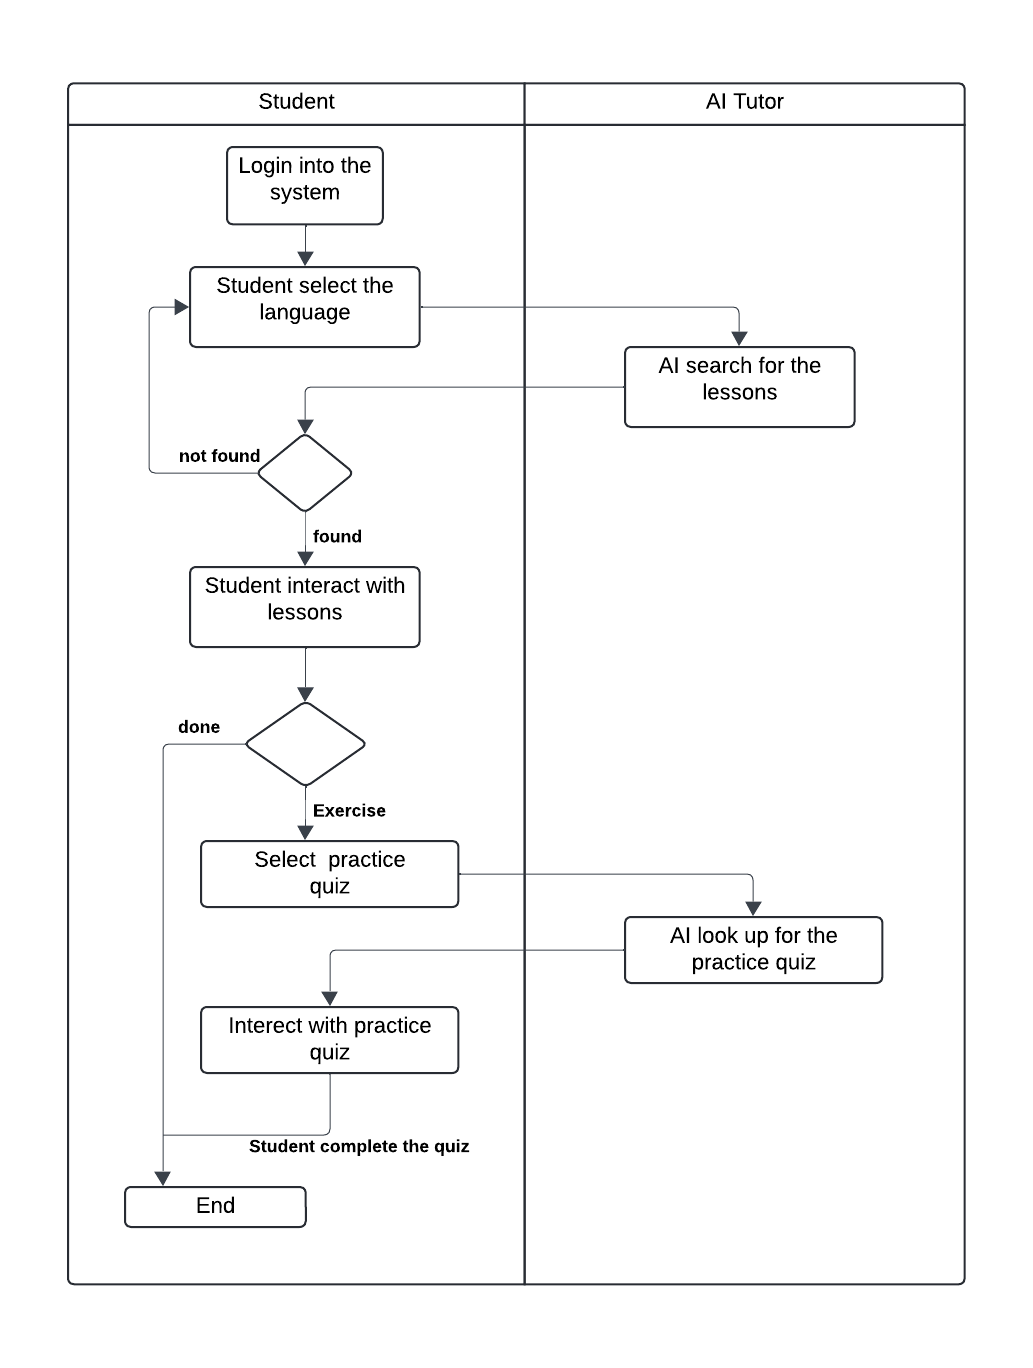 Student
AI Tutor
Login into the
system
Student select the
language
AI search for the
lessons
not found
found
Student interact with
lessons
done
Exercise
Select  practice
quiz
AI look up for the
practice quiz
Interect with practice
quiz
Student complete the quiz
End